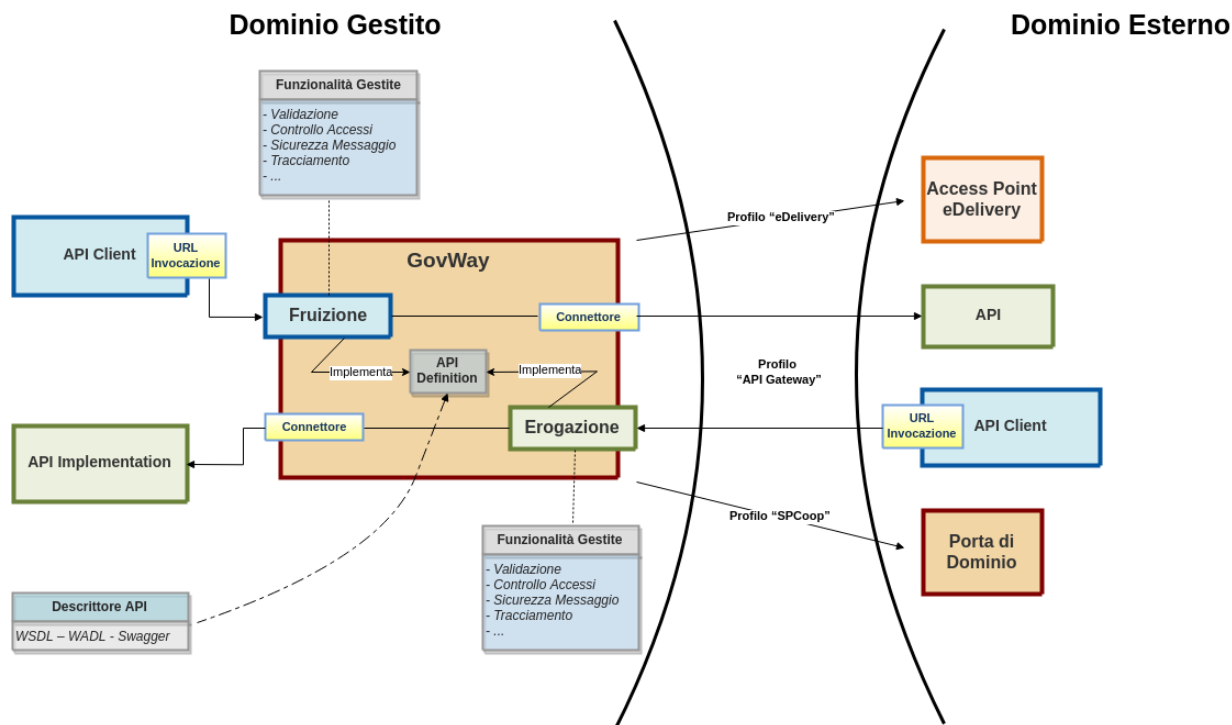 Dominio Gestito
Dominio Esterno
Funzionalità Gestite
- Validazione
- Controllo Accessi
- Sicurezza Messaggio
- Tracciamento
- ...
Access Point
eDelivery
Profilo “eDelivery”
API Client
URL
Invocazione
GovWay
Fruizione
Connettore
API
API
Definition
Implementa
Implementa
Profilo
“API Gateway”
Connettore
Erogazione
URL
Invocazione
API Client
API Implementation
Profilo “SPCoop”
Porta di
Dominio
Funzionalità Gestite
- Validazione
- Controllo Accessi
- Sicurezza Messaggio
- Tracciamento
- ...
Descrittore API
WSDL – WADL - Swagger